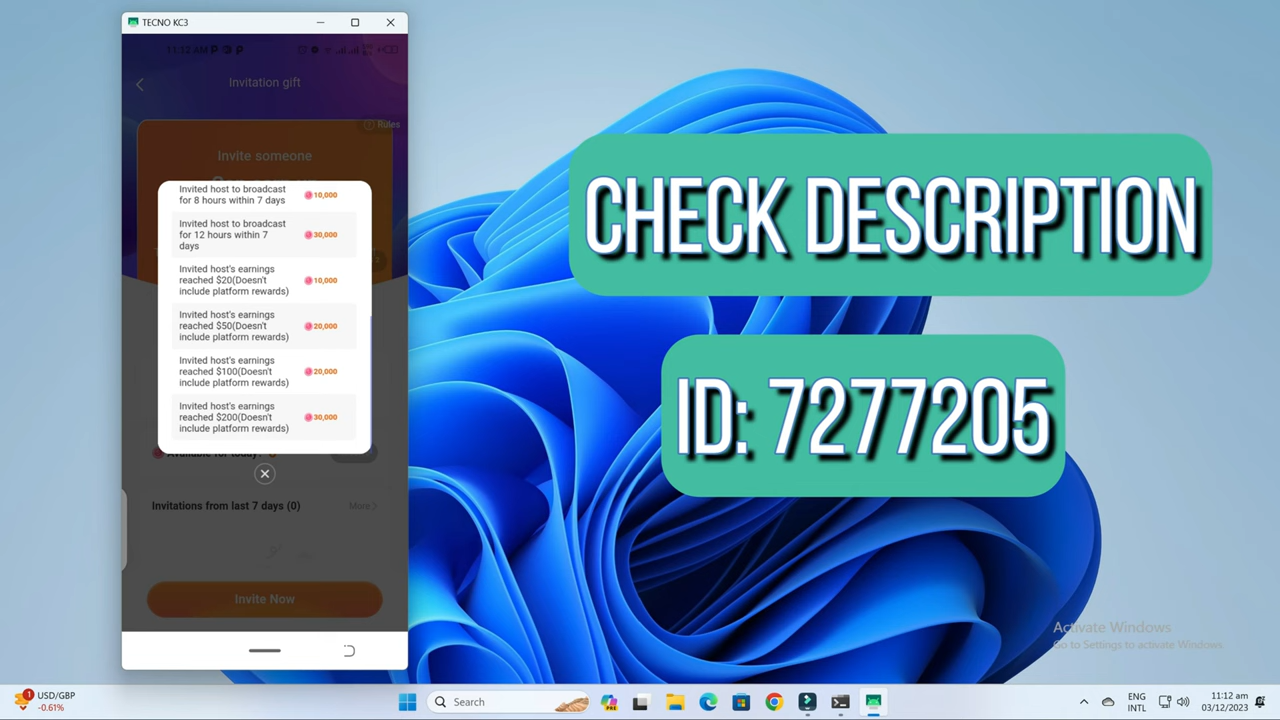 TECNO KC3
11:12 AM
Invitation gift
Rules
Invite someone
Invited host to broadcast
for 8 hours within 7 days
10,000
Invited host to broadcast
for 12 hours within 7
days
30,000
Invited host's earnings
reached $20(Doesn't
include platform rewards)
10,000
Invited host's earnings
reached $50(Doesn't
include platform rewards)
20,000
Invited host's earnings
reached $100(Doesn't
include platform rewards)
20,000
Invited host's earnings
reached $200(Doesn't
include platform rewards)
30,000
Available for today:
Invitations from last 7 days (0)
More
Invite Now
CHECK DESCRIPTION
ID: 7277205
Activate Windows
Go to Settings to activate Windows.
1
USD/GBP
-0.61%
Search
PRE
ENG
INTL
11:12 am
03/12/2023